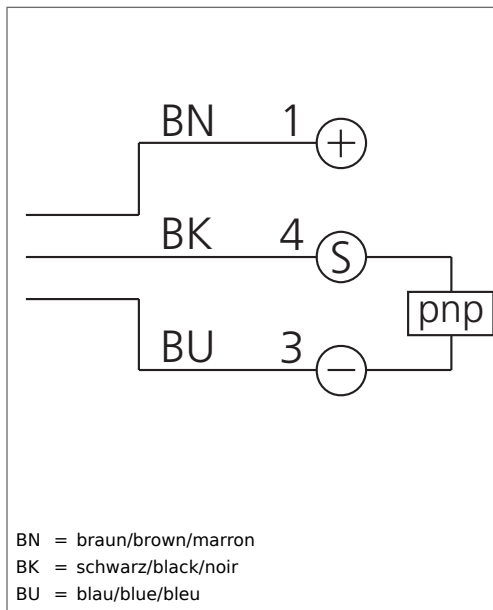 BN 1 +
BK 4 S
pnp
BU 3 −
BN = braun/brown/marron
BK = schwarz/black/noir
BU = blau/blue/bleu